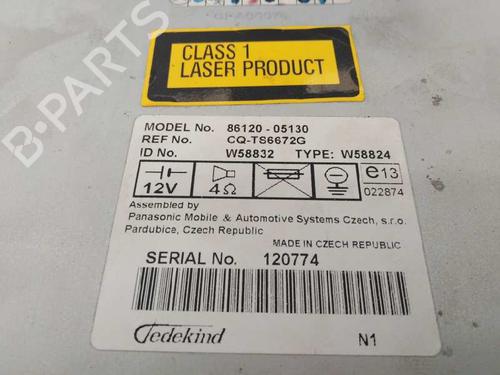 CLASS 1
LASER PRODUCT
MODEL No. 86120 - 05130
REF No. CQ-TS6672G
ID No. W58832 TYPE: W58824
12V 4Ω e13
022874
Assembled by
Panasonic Mobile & Automotive Systems Czech, s.r.o.
Pardubice, Czech Republic
MADE IN CZECH REPUBLIC
SERIAL No. 120774
Tedekind N1
B-PARTS